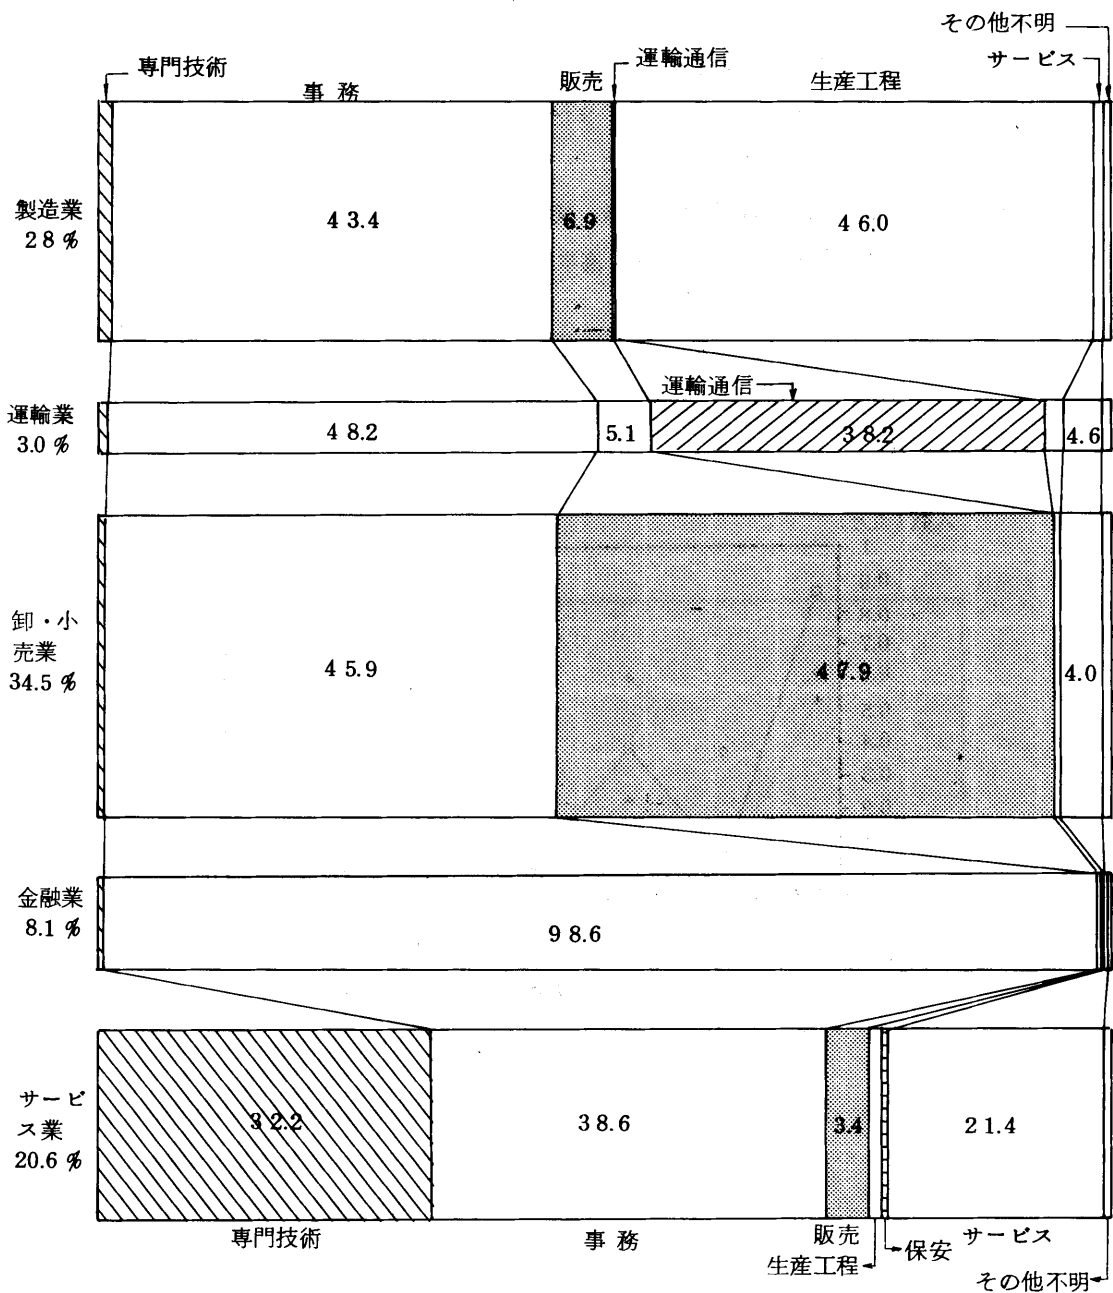 その他不明
専門技術
運輸通信
サービス
事務
販売
生産工程
製造業
28%
43.4
6.9
46.0
運輸通信
運輸業
3.0%
48.2
5.1
38.2
4.6
卸・小
売業
34.5%
45.9
47.9
4.0
金融業
8.1%
98.6
サービ
ス業
20.6%
32.2
38.6
3.4
21.4
専門技術
事務
販売
サービス
生産工程
保安
その他不明